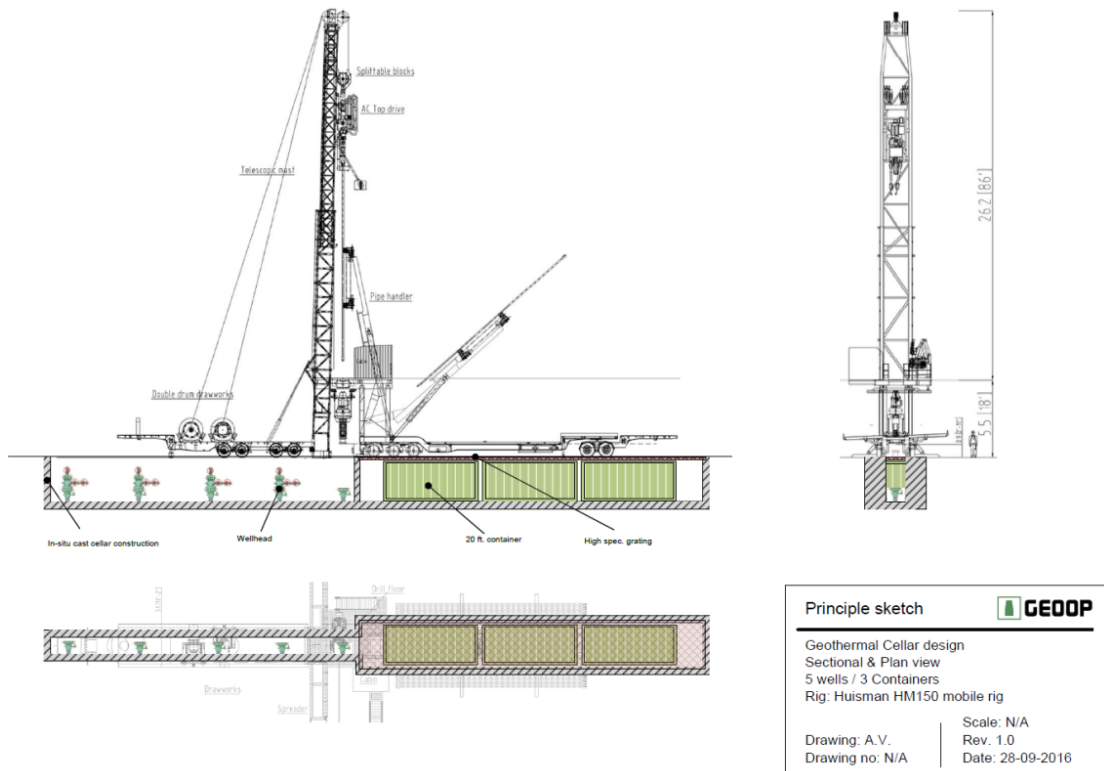 Splittable blocks
AC Top drive
Telescopic mast
Pipe handler
Double drum drawworks
26.2 [86']
5.5 [18']
In-situ cast cellar construction
Wellhead
20 ft. container
High spec. grating
Drill floor
Cabin
Drawworks
Spreader
Principle sketch
GEOOP
Geothermal Cellar design
Sectional & Plan view
5 wells / 3 Containers
Rig: Huisman HM150 mobile rig
Scale: N/A
Drawing: A.V.
Rev. 1.0
Drawing no: N/A
Date: 28-09-2016